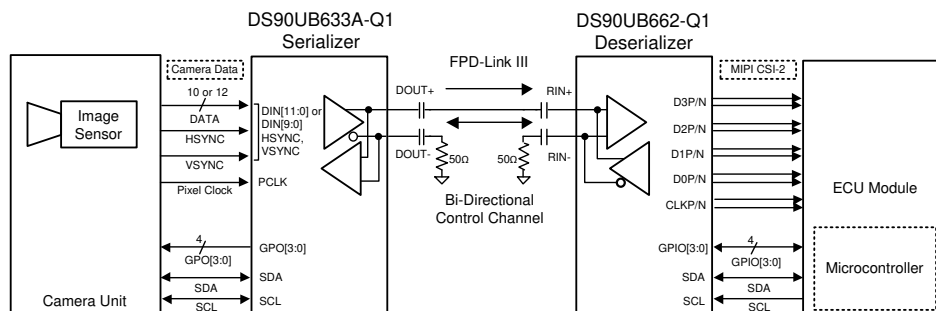 DS90UB633A-Q1
Serializer
DS90UB662-Q1
Deserializer
FPD-Link III
Camera Data
MIPI CSI-2
Image
Sensor
10 or 12
DATA
HSYNC
VSYNC
Pixel Clock
4
GPO[3:0]
SDA
SCL
Camera Unit
DIN[11:0] or
DIN[9:0]
HSYNC,
VSYNC
PCLK
GPO[3:0]
SDA
SCL
DOUT+
DOUT-
50Ω
Bi-Directional
Control Channel
RIN+
RIN-
50Ω
D3P/N
D2P/N
D1P/N
D0P/N
CLKP/N
GPIO[3:0]
SDA
SCL
4
GPIO[3:0]
SDA
SCL
ECU Module
Microcontroller